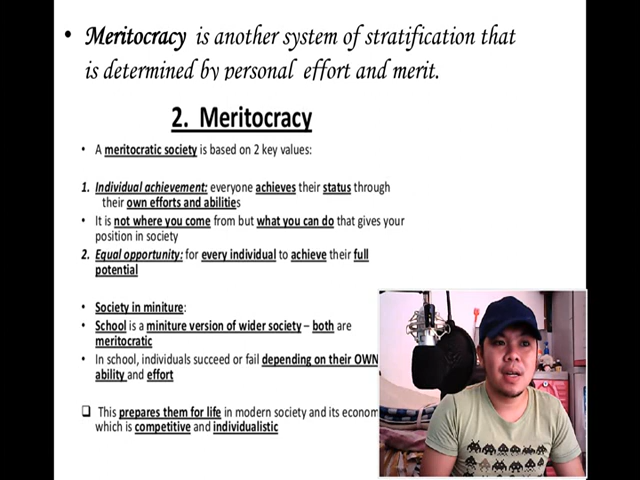 • Meritocracy is another system of stratification that
is determined by personal effort and merit.
2. Meritocracy
• A meritocratic society is based on 2 key values:
1. Individual achievement: everyone achieves their status through
their own efforts and abilities
• It is not where you come from but what you can do that gives your
position in society
2. Equal opportunity: for every individual to achieve their full
potential
• Society in miniture:
• School is a miniture version of wider society – both are
meritocratic
• In school, individuals succeed or fail depending on their OWN
ability and effort
❑ This prepares them for life in modern society and its econom
which is competitive and individualistic